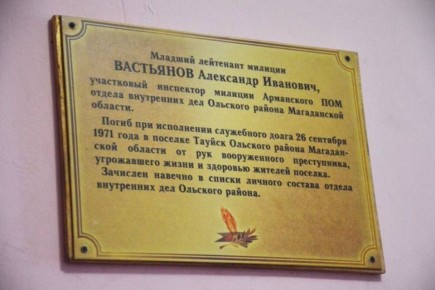 Младший лейтенант милиции
ВАСТЬЯНОВ Александр Иванович,
участковый инспектор милиции Арманского ПОМ
отдела внутренних дел Ольского района Магаданской
области.
Погиб при исполнении служебного долга 26 сентября
1971 года в поселке Тауйск Ольского района Магадан-
ской области от рук вооруженного преступника,
угрожавшего жизни и здоровью жителей поселка.
Зачислен навечно в списки личного состава отдела
внутренних дел Ольского района.